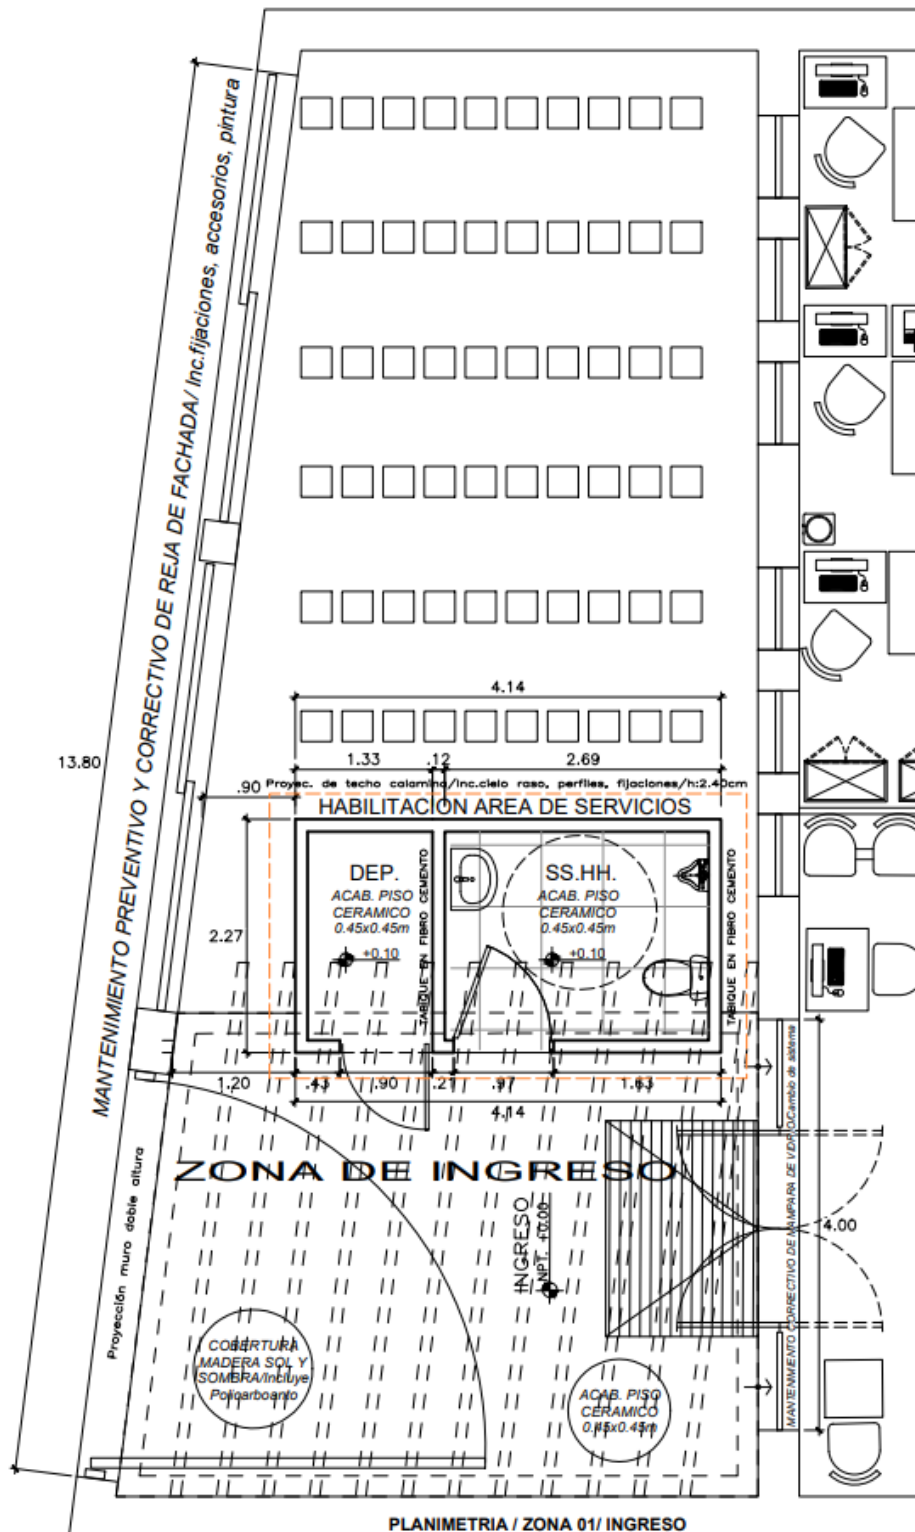 MANTENIMIENTO PREVENTIVO Y CORRECTIVO DE REJA DE FACHADA/ Inc.fijaciones, accesorios, pintura
13.80
4.14
1.33
.12
2.69
.90
Proyec. de techo calamina/inc.cielo raso, perfiles, fijaciones/h:2.40cm
HABILITACIÓN AREA DE SERVICIOS
DEP.
ACAB. PISO
CERAMICO
0.45x0.45m
+0.10
TABIQUE EN FIBRO CEMENTO
SS.HH.
ACAB. PISO
CERAMICO
0.45x0.45m
+0.10
TABIQUE EN FIBRO CEMENTO
2.27
1.20
.43
.90
.21
.97
1.63
4.14
ZONA DE INGRESO
INGRESO
NPT. +0.00
Proyección muro doble altura
MANTENIMIENTO CORRECTIVO DE MAMPARA DE VIDRIO/Cambio de sistema
4.00
COBERTURA
MADERA SOL Y
SOMBRA/Incluye
Policarboanto
ACAB. PISO
CERAMICO
0.45x0.45m
PLANIMETRIA / ZONA 01/ INGRESO